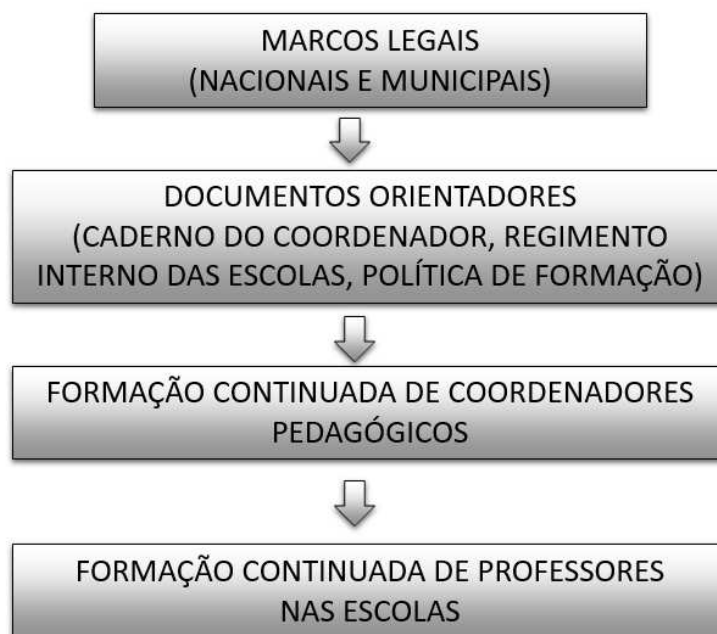 MARCOS LEGAIS
(NACIONAIS E MUNICIPAIS)
DOCUMENTOS ORIENTADORES
(CADERNO DO COORDENADOR, REGIMENTO
INTERNO DAS ESCOLAS, POLÍTICA DE FORMAÇÃO)
FORMAÇÃO CONTINUADA DE COORDENADORES
PEDAGÓGICOS
FORMAÇÃO CONTINUADA DE PROFESSORES
NAS ESCOLAS